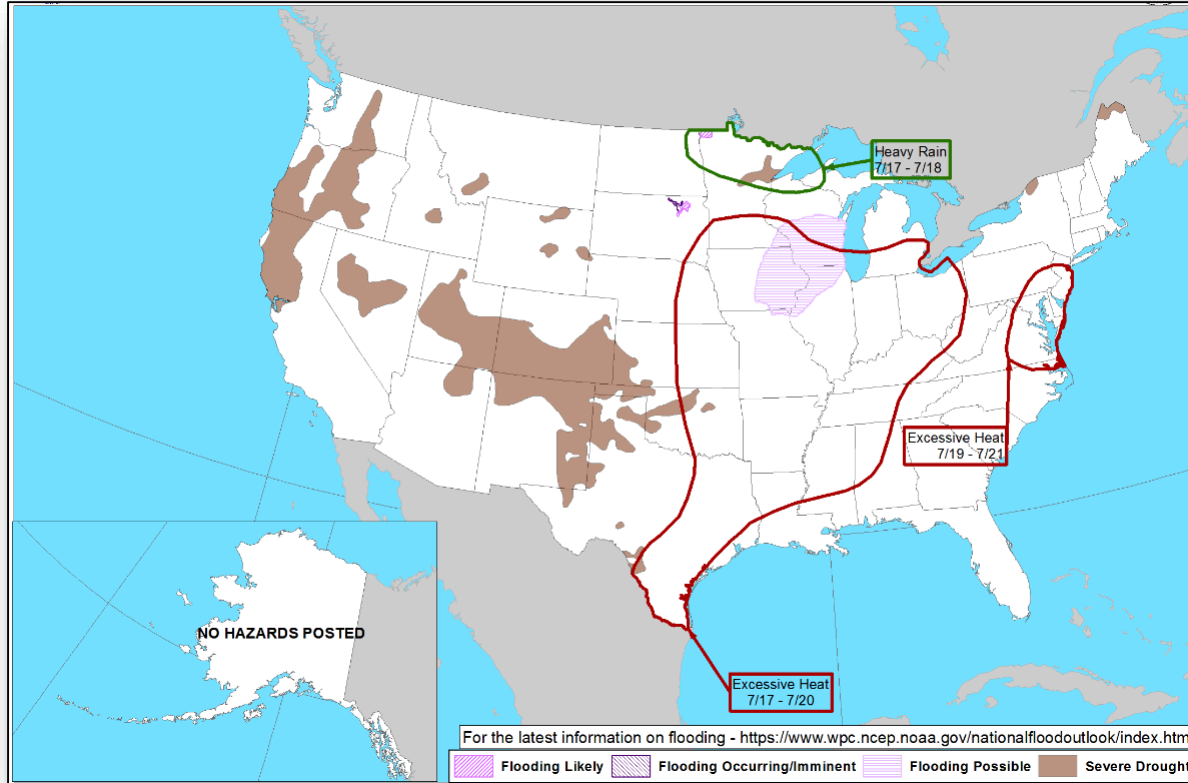 Heavy Rain
7/17 - 7/18
Excessive Heat
7/19 - 7/21
NO HAZARDS POSTED
Excessive Heat
7/17 - 7/20
For the latest information on flooding - https://www.wpc.ncep.noaa.gov/nationalfloodoutlook/index.htm
Flooding Likely
Flooding Occurring/Imminent
Flooding Possible
Severe Drought